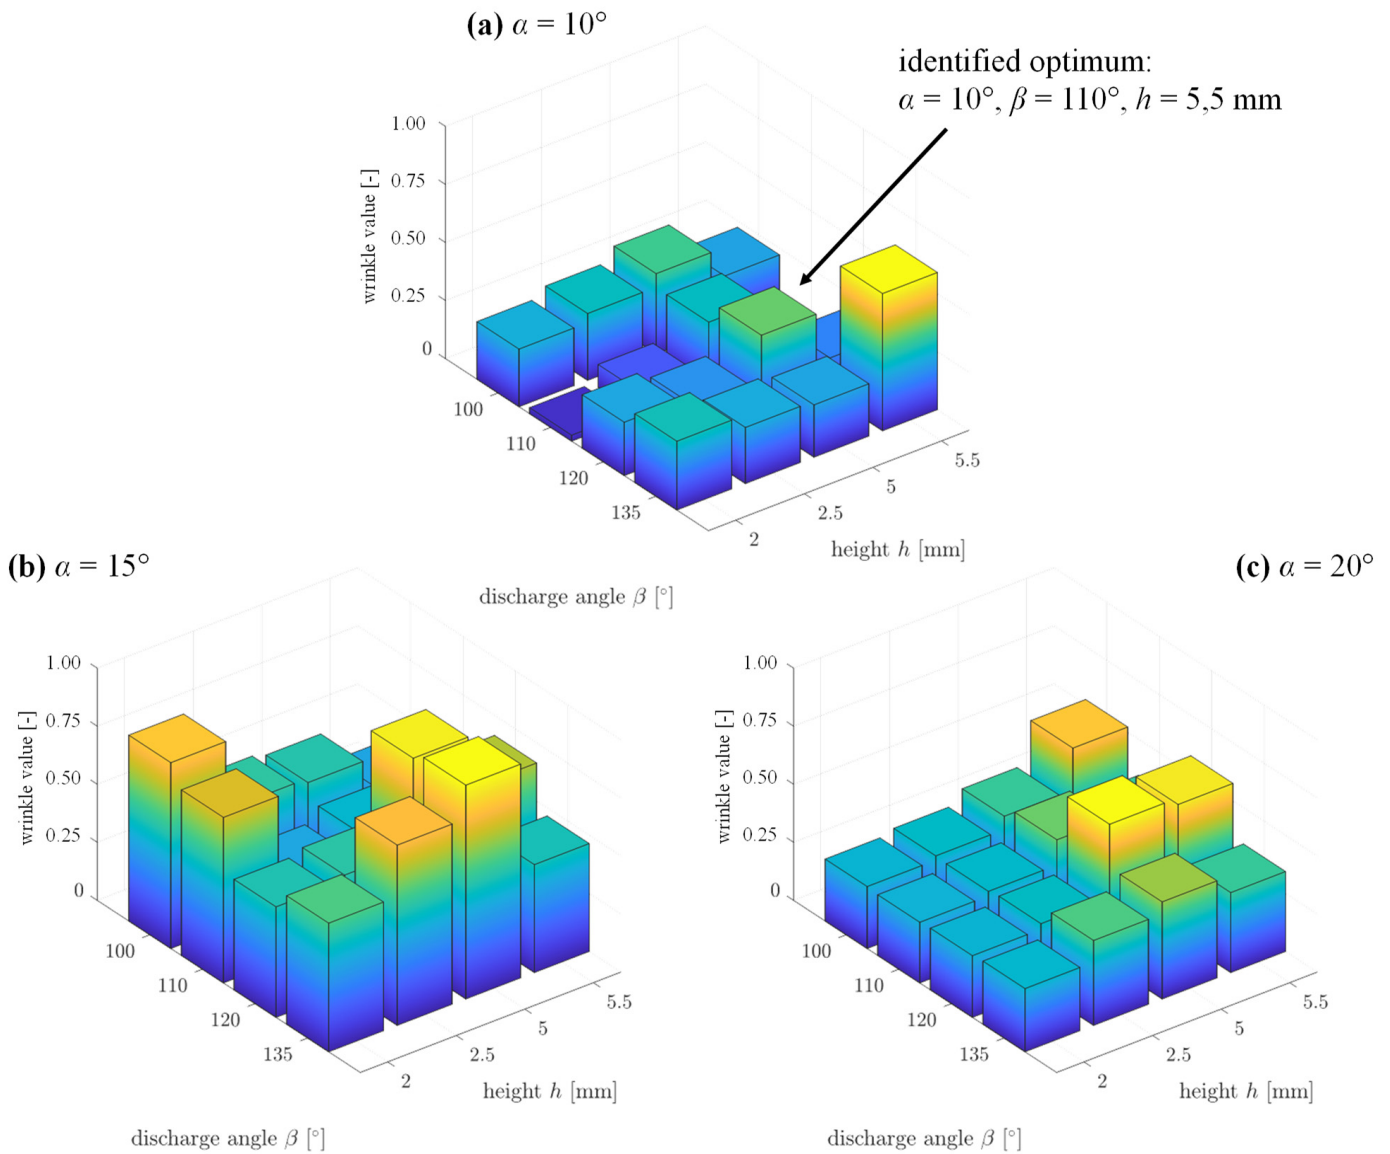 (a) α = 10°
identified optimum:
α = 10°, β = 110°, h = 5,5 mm
1.00
0.75
0.50
0.25
0
wrinkle value [-]
100
110
120
135
5.5
5
2.5
2
height h [mm]
discharge angle β [°]
(b) α = 15°
1.00
0.75
0.50
0.25
0
wrinkle value [-]
100
110
120
135
5.5
5
2.5
2
height h [mm]
discharge angle β [°]
(c) α = 20°
1.00
0.75
0.50
0.25
0
wrinkle value [-]
100
110
120
135
5.5
5
2.5
2
height h [mm]
discharge angle β [°]